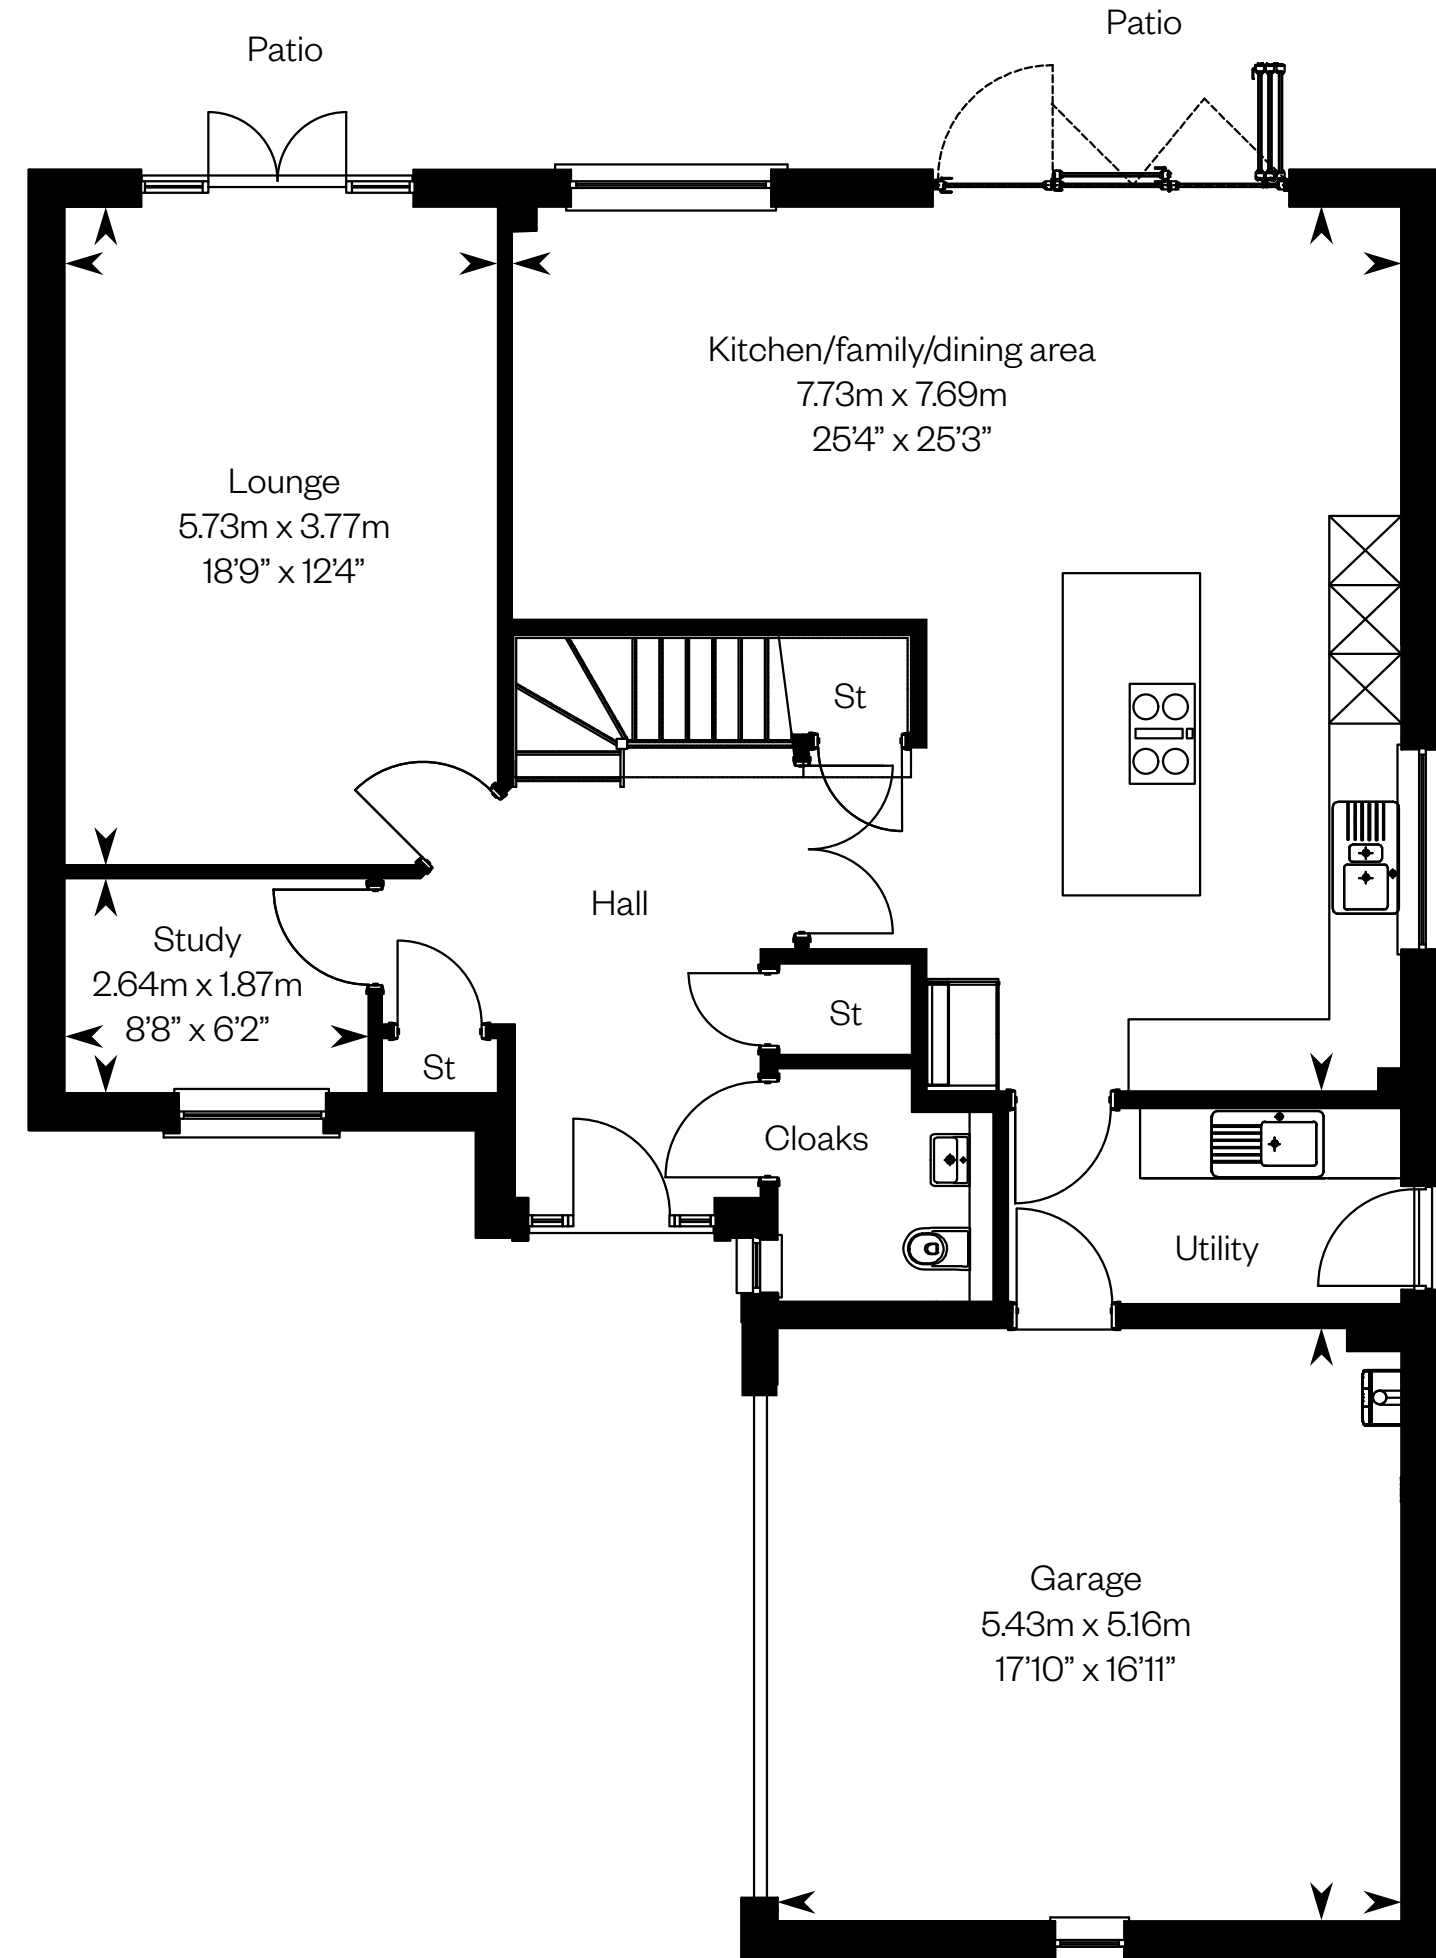 Patio
Patio
Kitchen/family/dining area
7.73m x 7.69m
25’4” x 25’3”
Lounge
5.73m x 3.77m
18’9” x 12’4”
St
Hall
Study
2.64m x 1.87m
8’8” x 6’2”
St
St
Cloaks
Utility
Garage
5.43m x 5.16m
17’10” x 16’11”